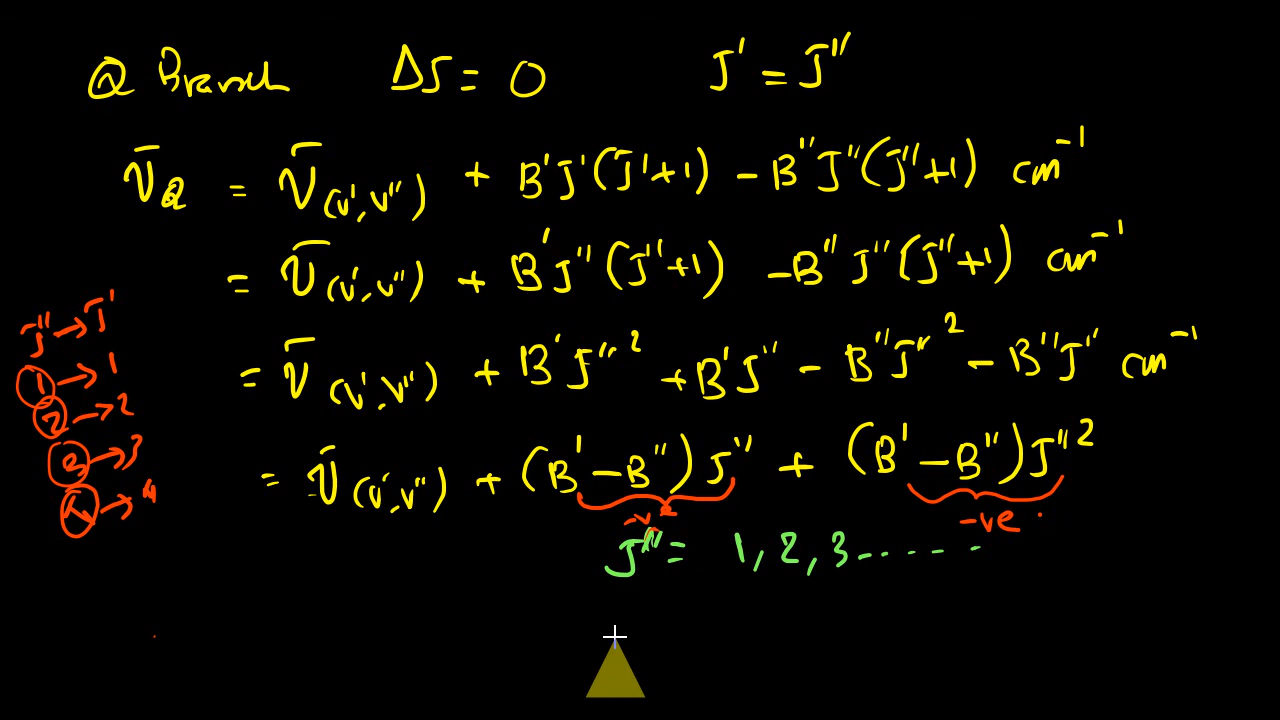 Q Branch ΔJ = 0 J' = J''
ν̄Q = ν̄(v', v'') + B'J'(J'+1) - B''J''(J''+1) cm⁻¹
= ν̄(v', v'') + B'J''(J''+1) - B''J''(J''+1) cm⁻¹
J'' → J'
= ν̄(v', v'') + B'J''² + B'J'' - B''J''² - B''J'' cm⁻¹
1 → 1
2 → 2
3 → 3
4 → 4
= ν̄(v', v'') + (B' - B'')J'' + (B' - B'')J''²
-ve -ve
J'' = 1, 2, 3 ......